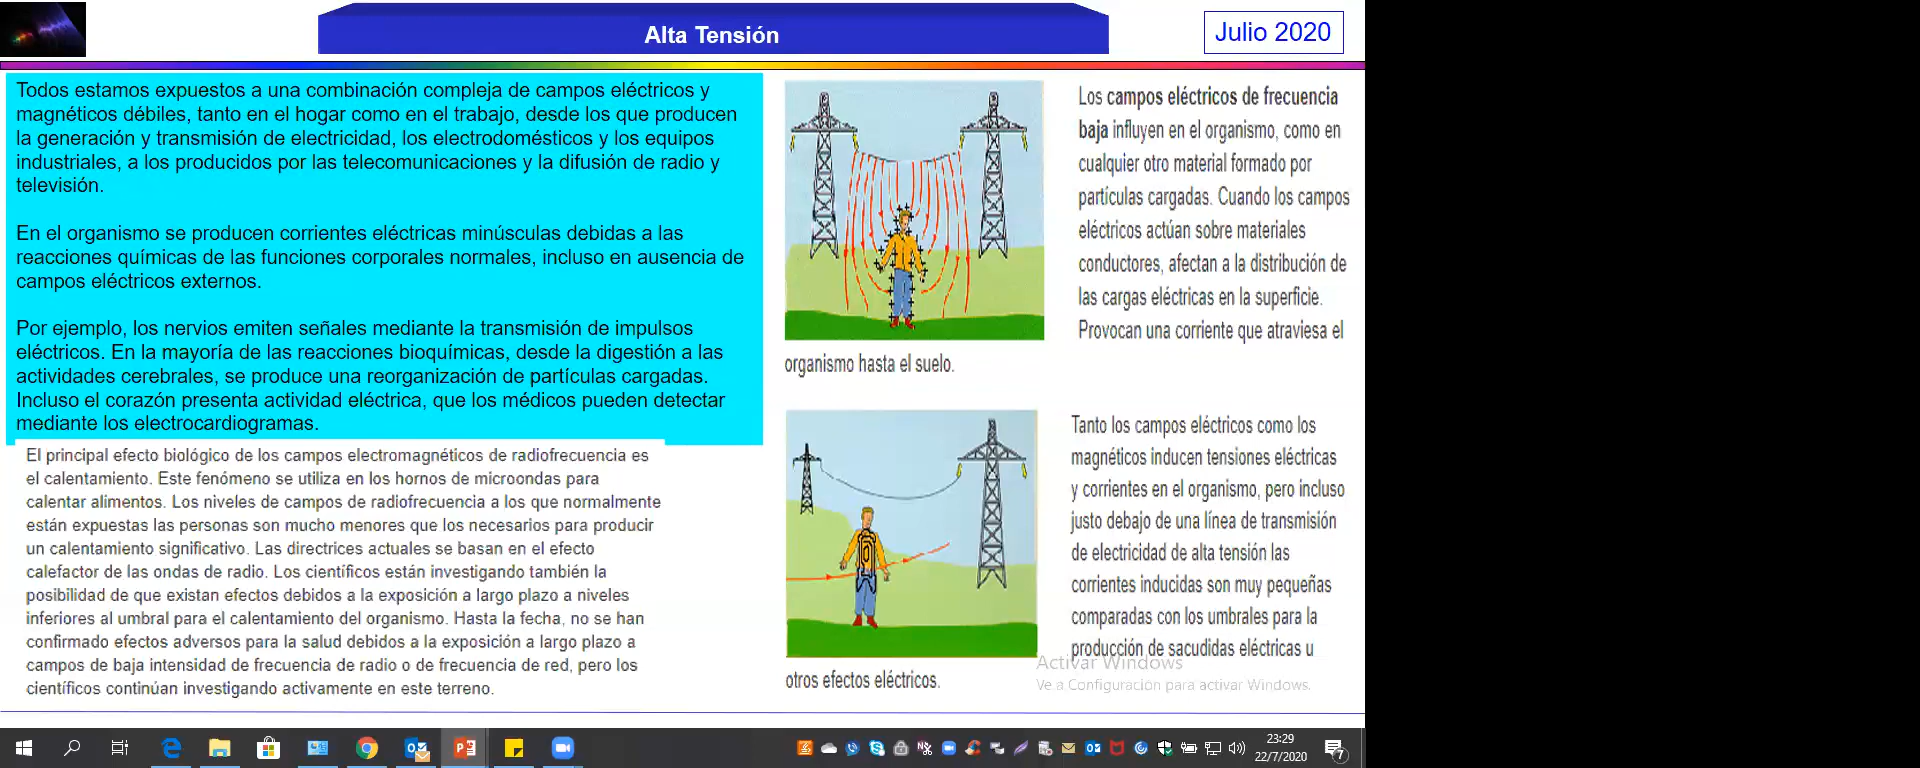 Alta Tensión
Julio 2020
Todos estamos expuestos a una combinación compleja de campos eléctricos y
magnéticos débiles, tanto en el hogar como en el trabajo, desde los que producen
la generación y transmisión de electricidad, los electrodomésticos y los equipos
industriales, a los producidos por las telecomunicaciones y la difusión de radio y
televisión.
En el organismo se producen corrientes eléctricas minúsculas debidas a las
reacciones químicas de las funciones corporales normales, incluso en ausencia de
campos eléctricos externos.
Por ejemplo, los nervios emiten señales mediante la transmisión de impulsos
eléctricos. En la mayoría de las reacciones bioquímicas, desde la digestión a las
actividades cerebrales, se produce una reorganización de partículas cargadas.
Incluso el corazón presenta actividad eléctrica, que los médicos pueden detectar
mediante los electrocardiogramas.
El principal efecto biológico de los campos electromagnéticos de radiofrecuencia es
el calentamiento. Este fenómeno se utiliza en los hornos de microondas para
calentar alimentos. Los niveles de campos de radiofrecuencia a los que normalmente
están expuestas las personas son mucho menores que los necesarios para producir
un calentamiento significativo. Las directrices actuales se basan en el efecto
calefactor de las ondas de radio. Los científicos están investigando también la
posibilidad de que existan efectos debidos a la exposición a largo plazo a niveles
inferiores al umbral para el calentamiento del organismo. Hasta la fecha, no se han
confirmado efectos adversos para la salud debidos a la exposición a largo plazo a
campos de baja intensidad de frecuencia de radio o de frecuencia de red, pero los
científicos continúan investigando activamente en este terreno.
Los campos eléctricos de frecuencia
baja influyen en el organismo, como en
cualquier otro material formado por
partículas cargadas. Cuando los campos
eléctricos actúan sobre materiales
conductores, afectan a la distribución de
las cargas eléctricas en la superficie.
Provocan una corriente que atraviesa el
organismo hasta el suelo.
Tanto los campos eléctricos como los
magnéticos inducen tensiones eléctricas
y corrientes en el organismo, pero incluso
justo debajo de una línea de transmisión
de electricidad de alta tensión las
corrientes inducidas son muy pequeñas
comparadas con los umbrales para la
producción de sacudidas eléctricas u
otros efectos eléctricos.
Activar Windows
Ve a Configuración para activar Windows.
23:29
22/7/2020
7